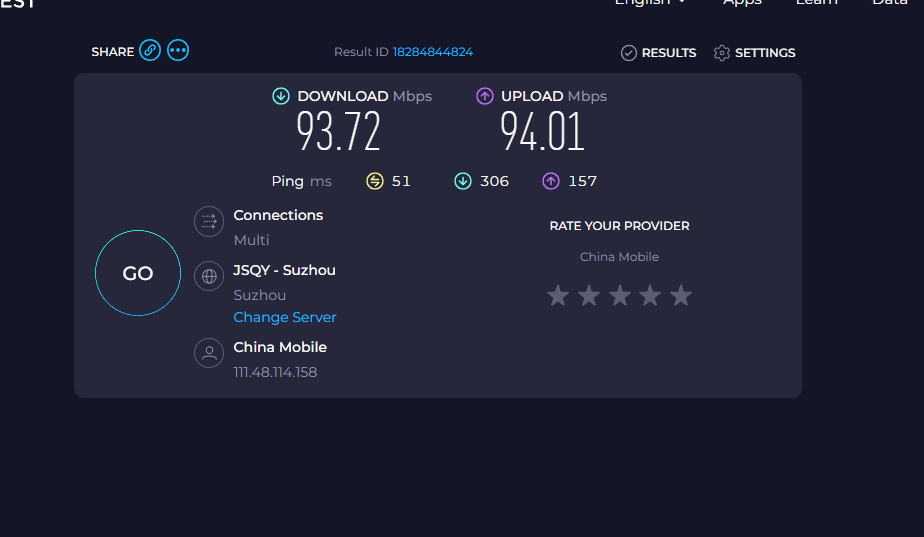 EST
English Apps Learn Data
SHARE Result ID 18284844824 RESULTS SETTINGS
DOWNLOAD Mbps UPLOAD Mbps
93.72 94.01
Ping ms 51 306 157
Connections
Multi
JSQY - Suzhou
Suzhou
Change Server
China Mobile
111.48.114.158
GO
RATE YOUR PROVIDER
China Mobile